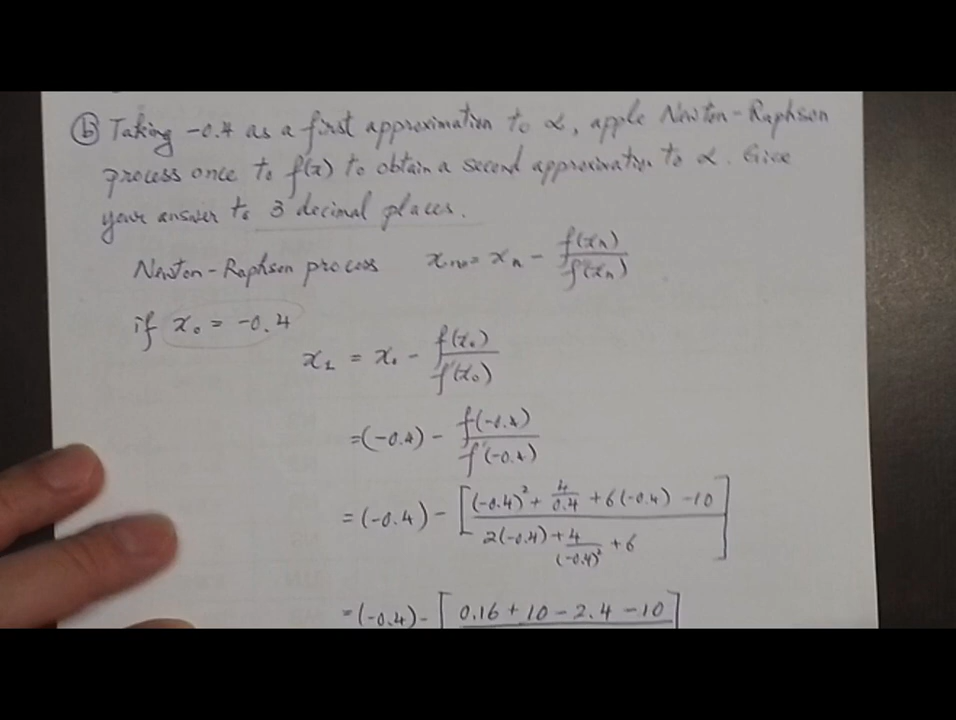 ⓑ Taking -0.4 as a first approximation to α, apple Newton-Raphson
process once to f(x) to obtain a second approximation to α. Give
your answer to 3 decimal places.
Newton-Raphson process xₙ₊₁ = xₙ - f(xₙ)/f'(xₙ)
if x₀ = -0.4
x₁ = x₀ - f(x₀)/f'(x₀)
=(-0.4) - f(-0.4)/f'(-0.4)
=(-0.4) - [((-0.4)² + 4/0.4 + 6(-0.4) - 10)/(2(-0.4) + 4/(-0.4)² + 6)]
=(-0.4) - [0.16 + 10 - 2.4 - 10]